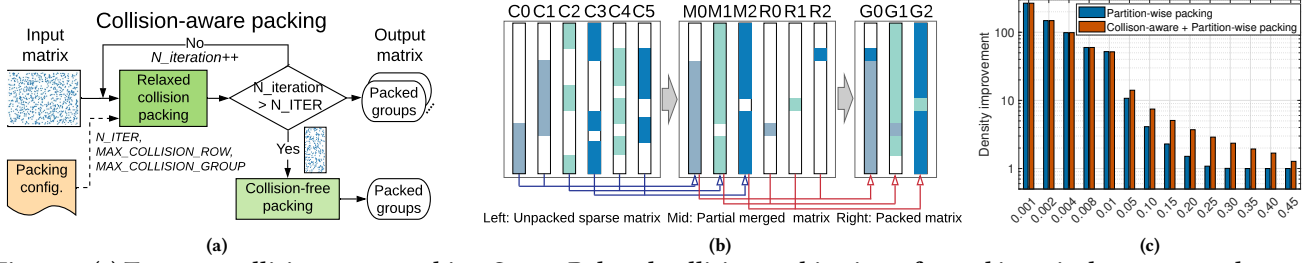 Collision-aware packing
Input
matrix
No
N_iteration++
Output
matrix
Relaxed
collision
packing
N_iteration
> N_ITER
Packed
groups
N_ITER,
MAX_COLLISION_ROW,
MAX_COLLISION_GROUP
Yes
Packing
config.
Collision-free
packing
Packed
groups
(a)
C0 C1 C2 C3 C4 C5 M0 M1 M2 R0 R1 R2 G0 G1 G2
Left: Unpacked sparse matrix Mid: Partial merged matrix Right: Packed matrix
(b)
Partition-wise packing
Collison-aware + Partition-wise packing
Density improvement
100
10
1
0.001 0.002 0.004 0.008 0.01 0.05 0.10 0.15 0.20 0.25 0.30 0.35 0.40 0.45
(c)